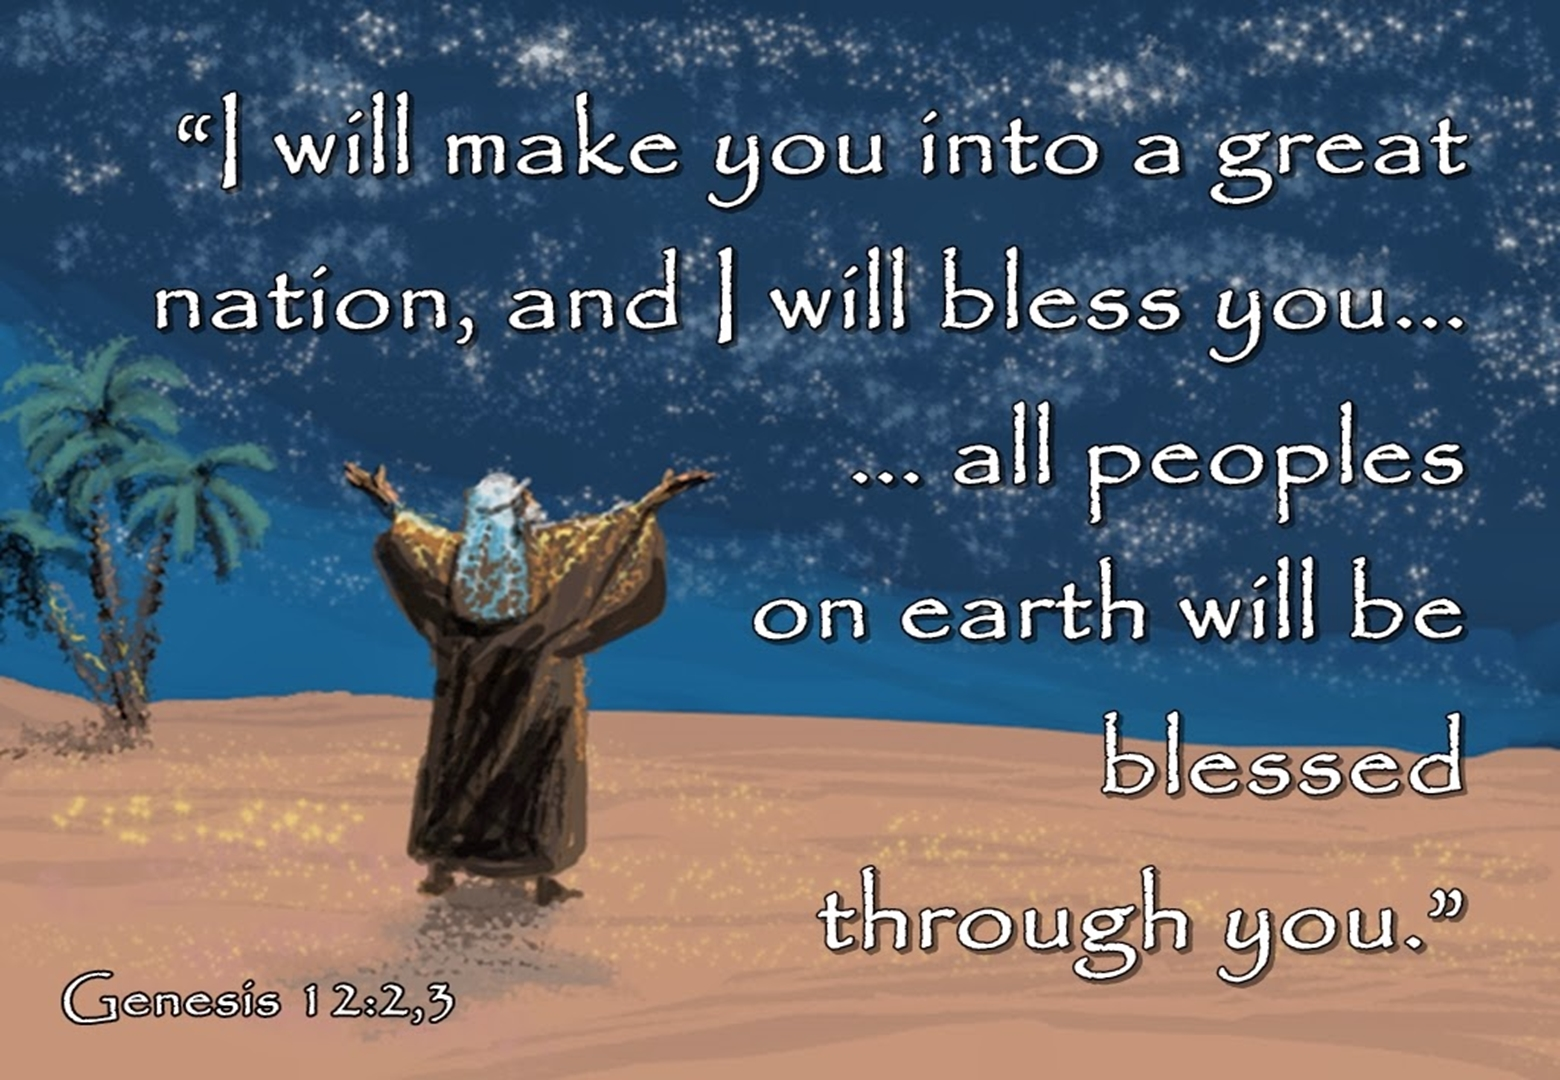 “I will make you into a great
nation, and I will bless you...
... all peoples
on earth will be
blessed
through you.”
Genesis 12:2,3